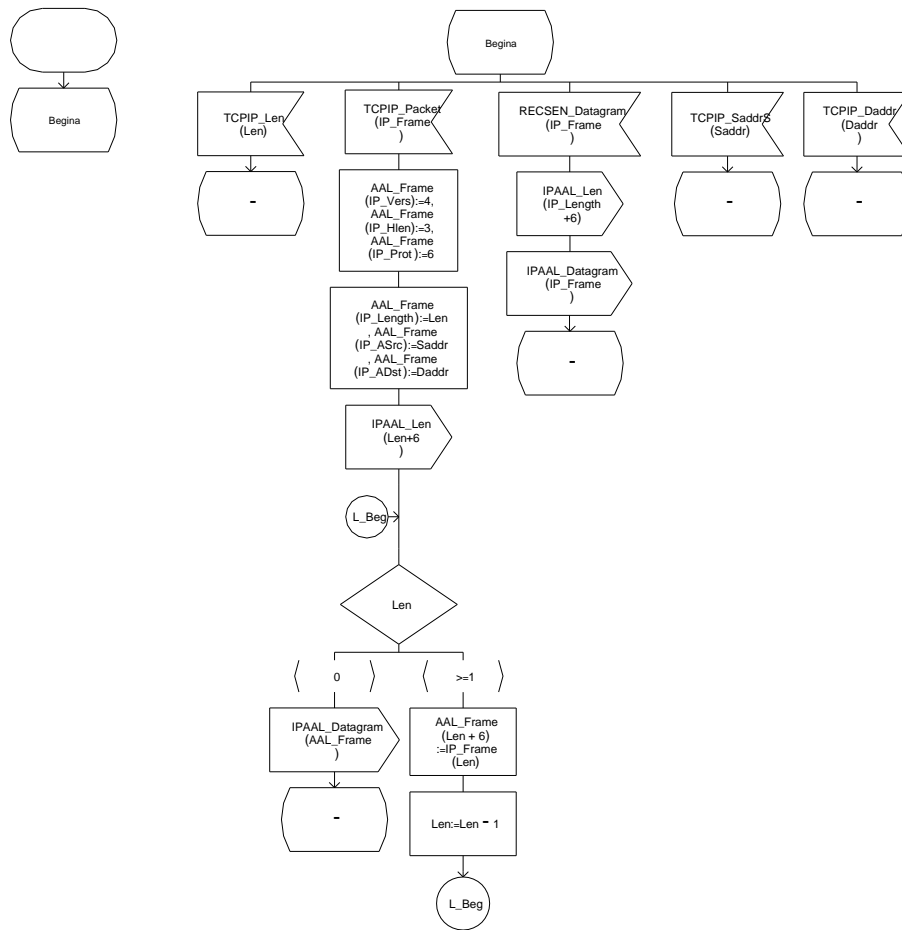 Begina
Begina
TCPIP_Len
(Len)
-
TCPIP_Packet
(IP_Frame
)
AAL_Frame
(IP_Vers):=4,
AAL_Frame
(IP_Hlen):=3,
AAL_Frame
(IP_Prot):=6
AAL_Frame
(IP_Length):=Len
, AAL_Frame
(IP_ASrc):=Saddr
, AAL_Frame
(IP_ADst):=Daddr
IPAAL_Len
(Len+6
)
L_Beg
Len
0
IPAAL_Datagram
(AAL_Frame
)
-
>=1
AAL_Frame
(Len + 6)
:=IP_Frame
(Len)
Len:=Len - 1
L_Beg
RECSEN_Datagram
(IP_Frame
)
IPAAL_Len
(IP_Length
+6)
IPAAL_Datagram
(IP_Frame
)
-
TCPIP_SaddrS
(Saddr)
-
TCPIP_Daddr
(Daddr
)
-